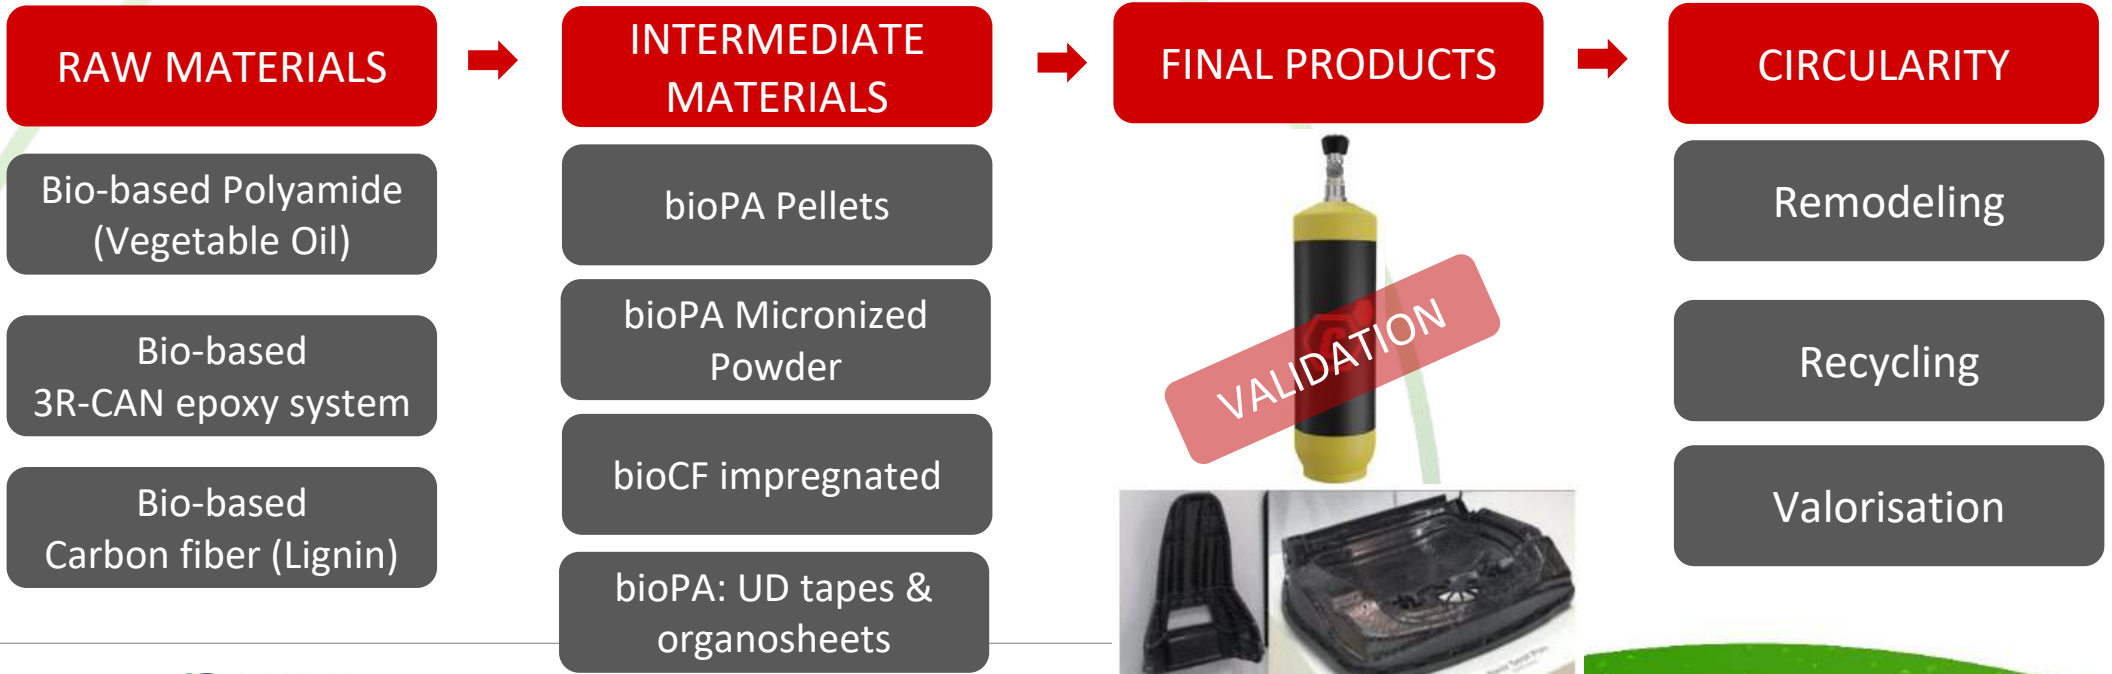 RAW MATERIALS
INTERMEDIATE
MATERIALS
FINAL PRODUCTS
CIRCULARITY
Bio-based Polyamide
(Vegetable Oil)
Bio-based
3R-CAN epoxy system
Bio-based
Carbon fiber (Lignin)
bioPA Pellets
bioPA Micronized
Powder
bioCF impregnated
bioPA: UD tapes &
organosheets
VALIDATION
Remodeling
Recycling
Valorisation